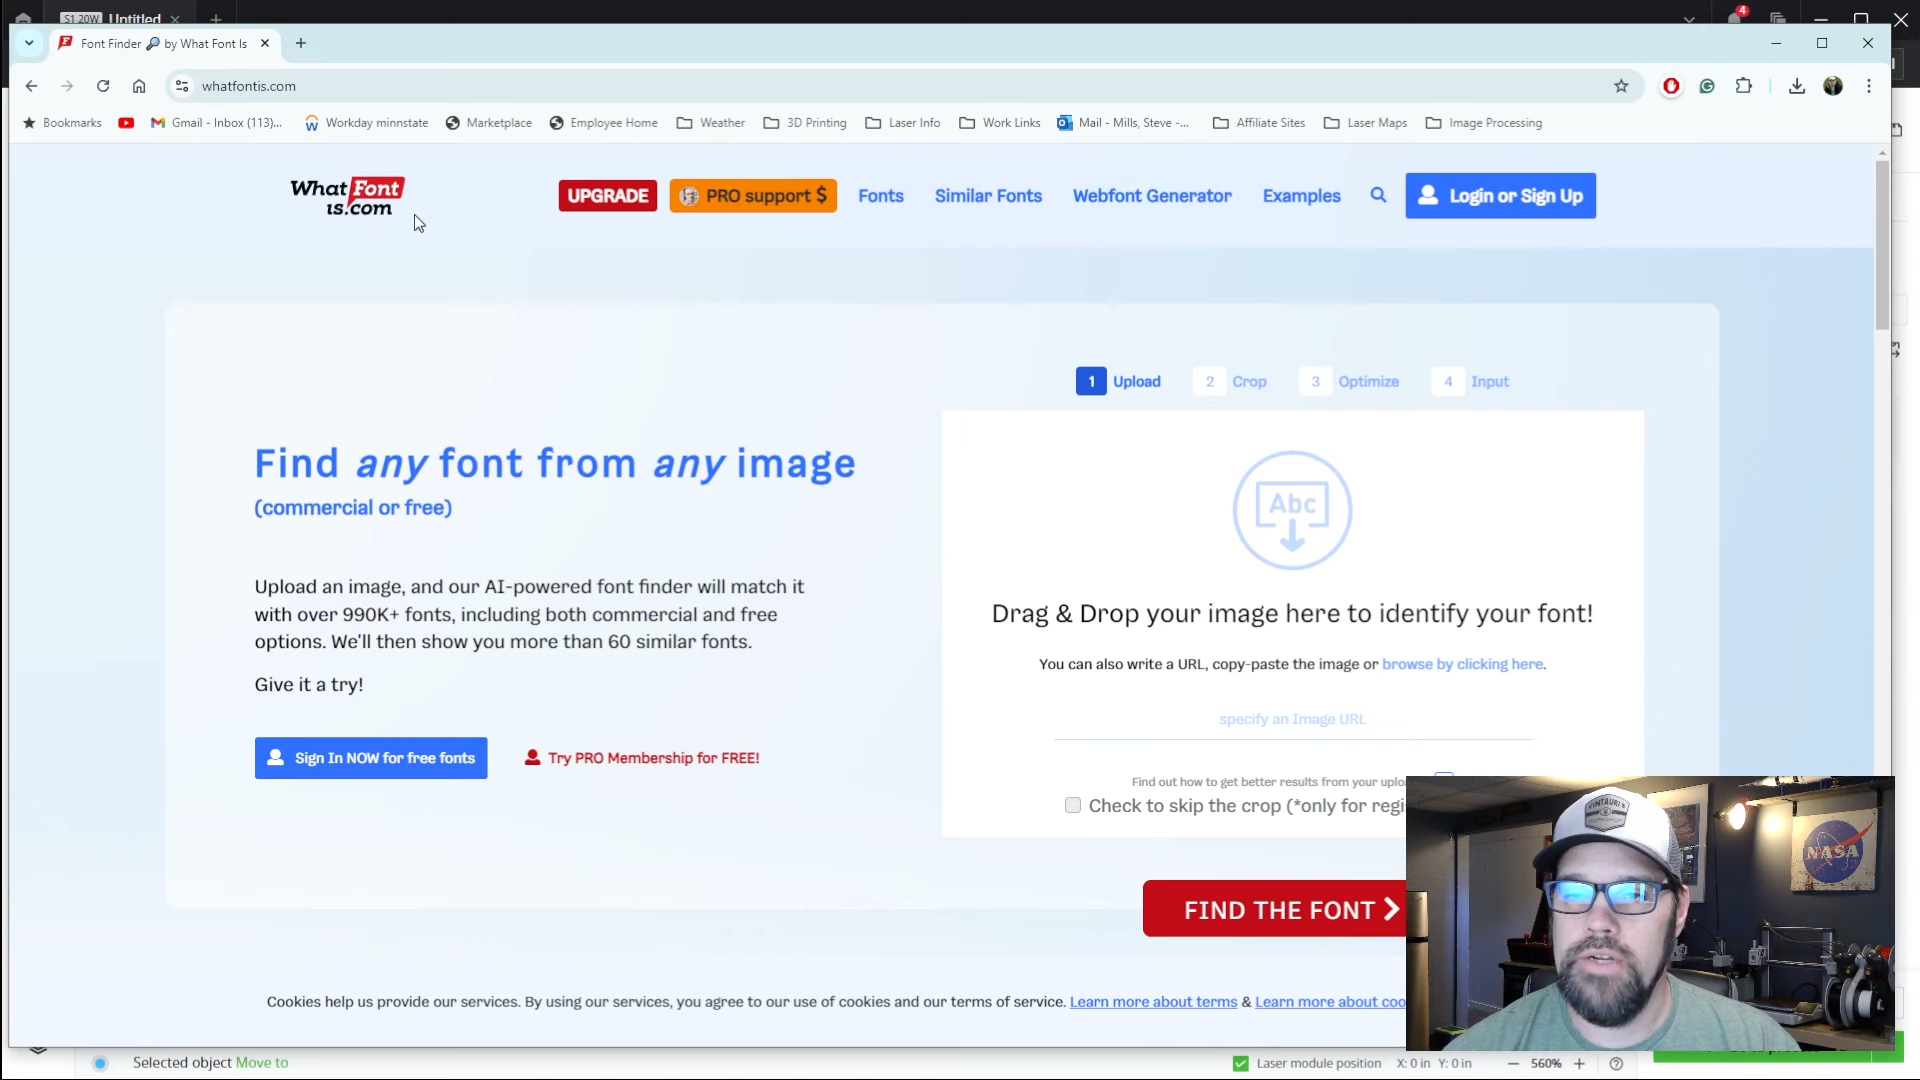 S1 20W Untitled
4
Font Finder 🔎 by What Font Is
whatfontis.com
Bookmarks
Gmail - Inbox (113)...
Workday minnstate
Marketplace
Employee Home
Weather
3D Printing
Laser Info
Work Links
Mail - Mills, Steve -...
Affiliate Sites
Laser Maps
Image Processing
What Font is.com
UPGRADE
PRO support $
Fonts
Similar Fonts
Webfont Generator
Examples
Login or Sign Up
1 Upload
2 Crop
3 Optimize
4 Input
Find any font from any image
(commercial or free)
Upload an image, and our AI-powered font finder will match it
with over 990K+ fonts, including both commercial and free
options. We'll then show you more than 60 similar fonts.
Give it a try!
Sign In NOW for free fonts
Try PRO Membership for FREE!
Abc
Drag & Drop your image here to identify your font!
You can also write a URL, copy-paste the image or browse by clicking here.
specify an Image URL
Find out how to get better results from your uplo
Check to skip the crop (*only for regi
FIND THE FONT
NASA
Cookies help us provide our services. By using our services, you agree to our use of cookies and our terms of service. Learn more about terms & Learn more about coo
Selected object Move to
Laser module position X: 0 in Y: 0 in
560%